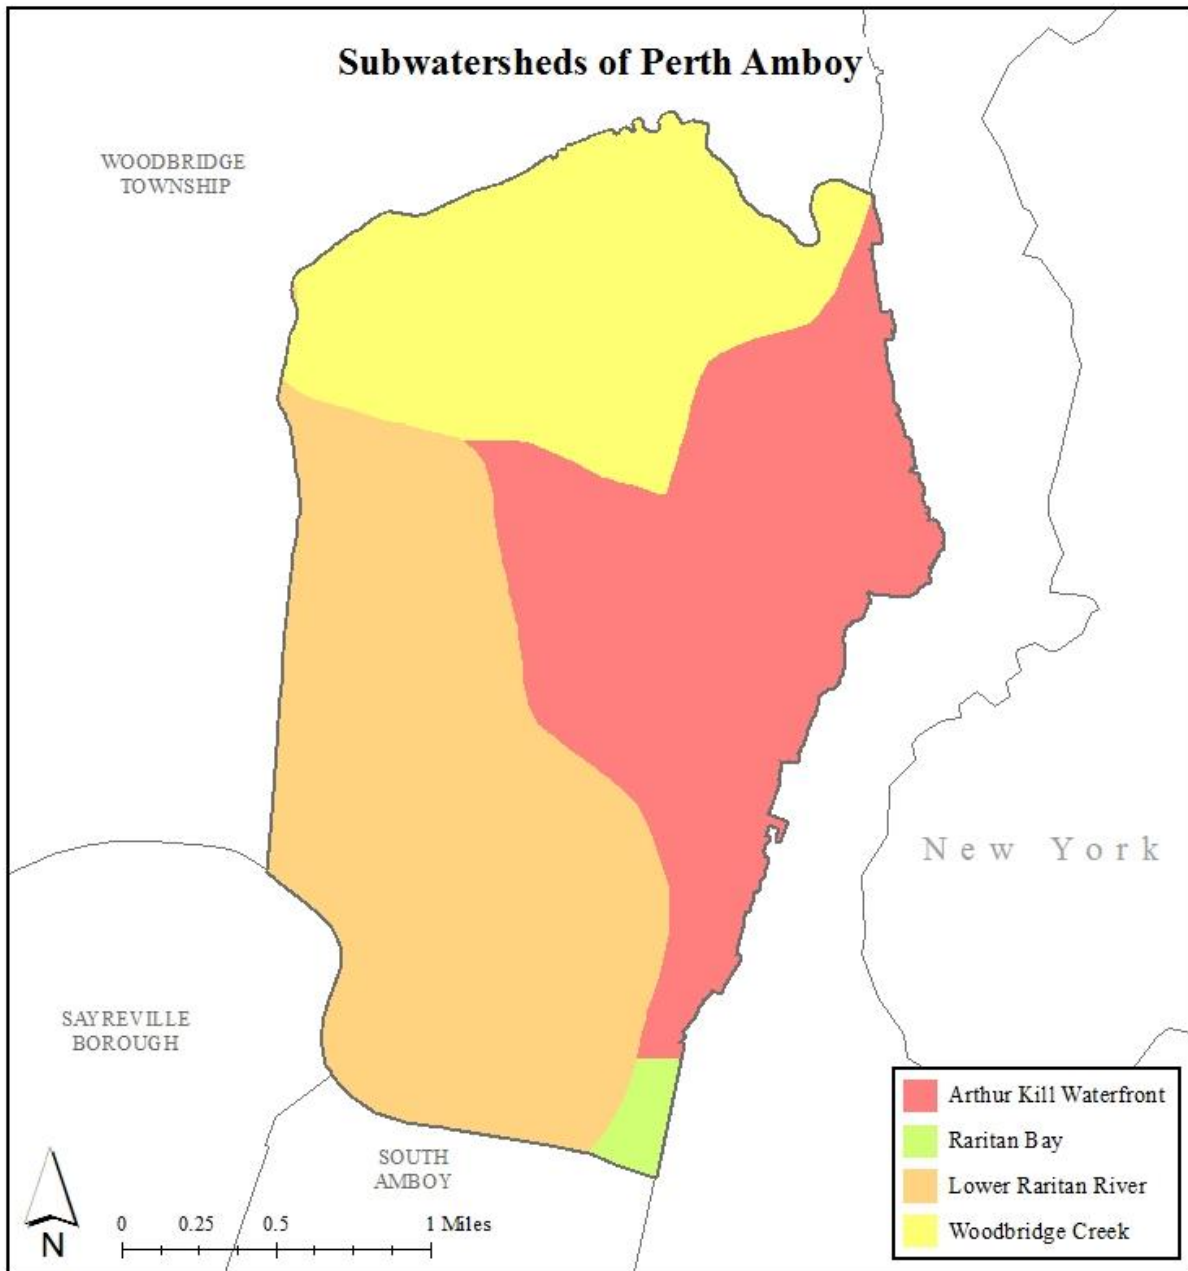 Subwatersheds of Perth Amboy
WOODBRIDGE
TOWNSHIP
New York
SAYREVILLE
BOROUGH
SOUTH
AMBOY
Arthur Kill Waterfront
Raritan Bay
Lower Raritan River
Woodbridge Creek
N
0 0.25 0.5 1 Miles